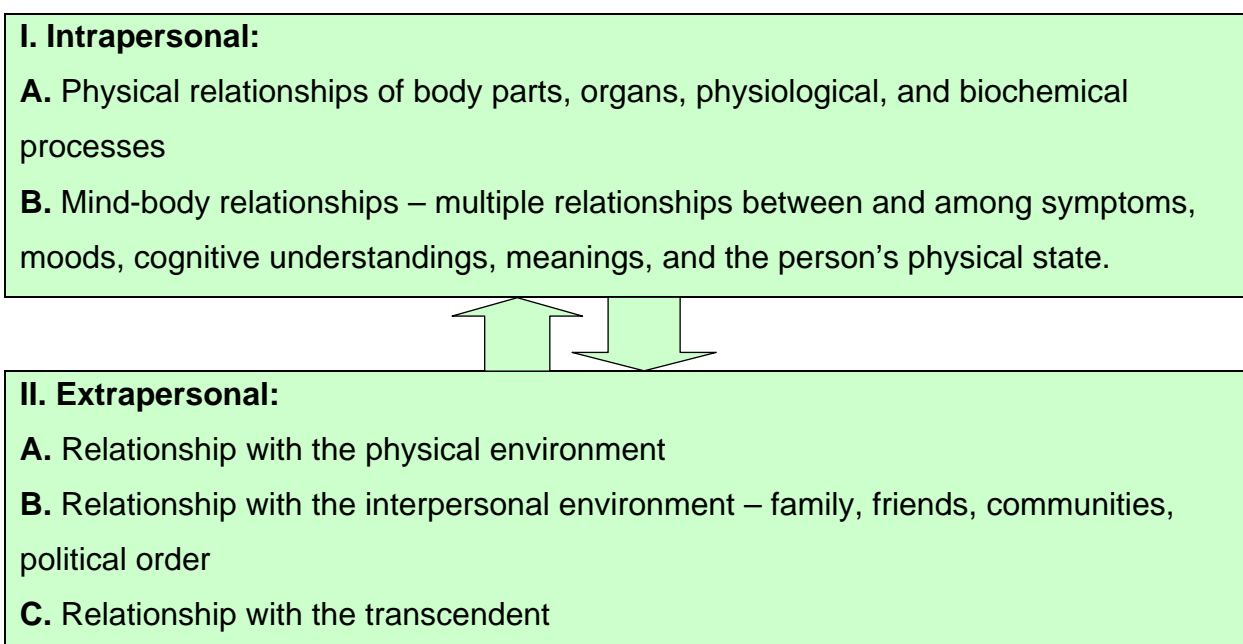 I. Intrapersonal:
A. Physical relationships of body parts, organs, physiological, and biochemical
processes
B. Mind-body relationships – multiple relationships between and among symptoms,
moods, cognitive understandings, meanings, and the person's physical state.
II. Extrapersonal:
A. Relationship with the physical environment
B. Relationship with the interpersonal environment – family, friends, communities,
political order
C. Relationship with the transcendent